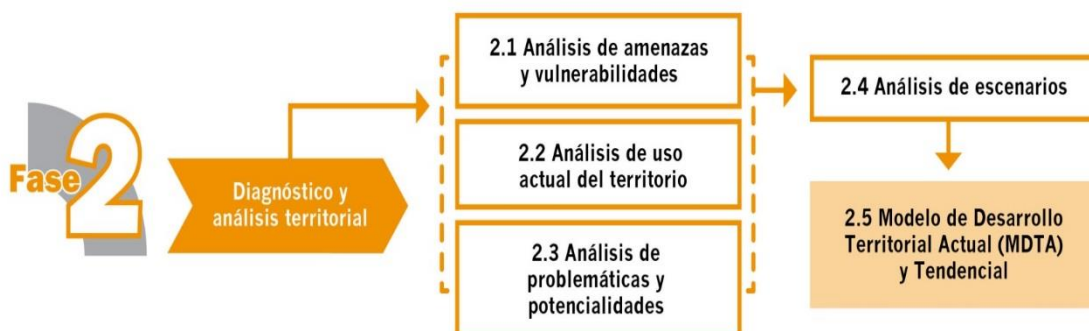 Fase 2
Diagnóstico y
análisis territorial
2.1 Análisis de amenazas
y vulnerabilidades
2.2 Análisis de uso
actual del territorio
2.3 Análisis de
problemáticas y
potencialidades
2.4 Análisis de escenarios
2.5 Modelo de Desarrollo
Territorial Actual (MDTA)
y Tendencial